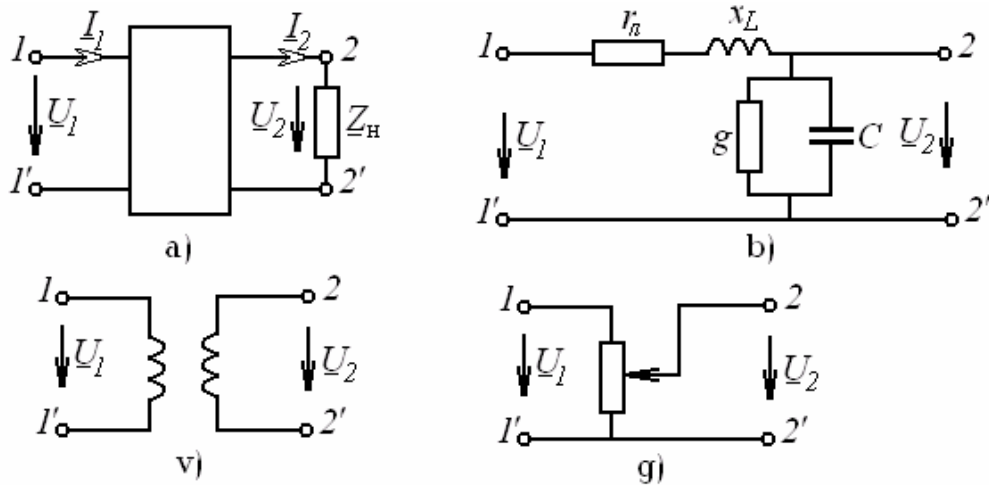 1 I1 I2 2
U1 U2 Zн
1' 2'
a)
1 rп xL 2
U1 g C U2
1' 2'
b)
1 2
U1 U2
1' 2'
v)
1 2
U1 U2
1' 2'
g)